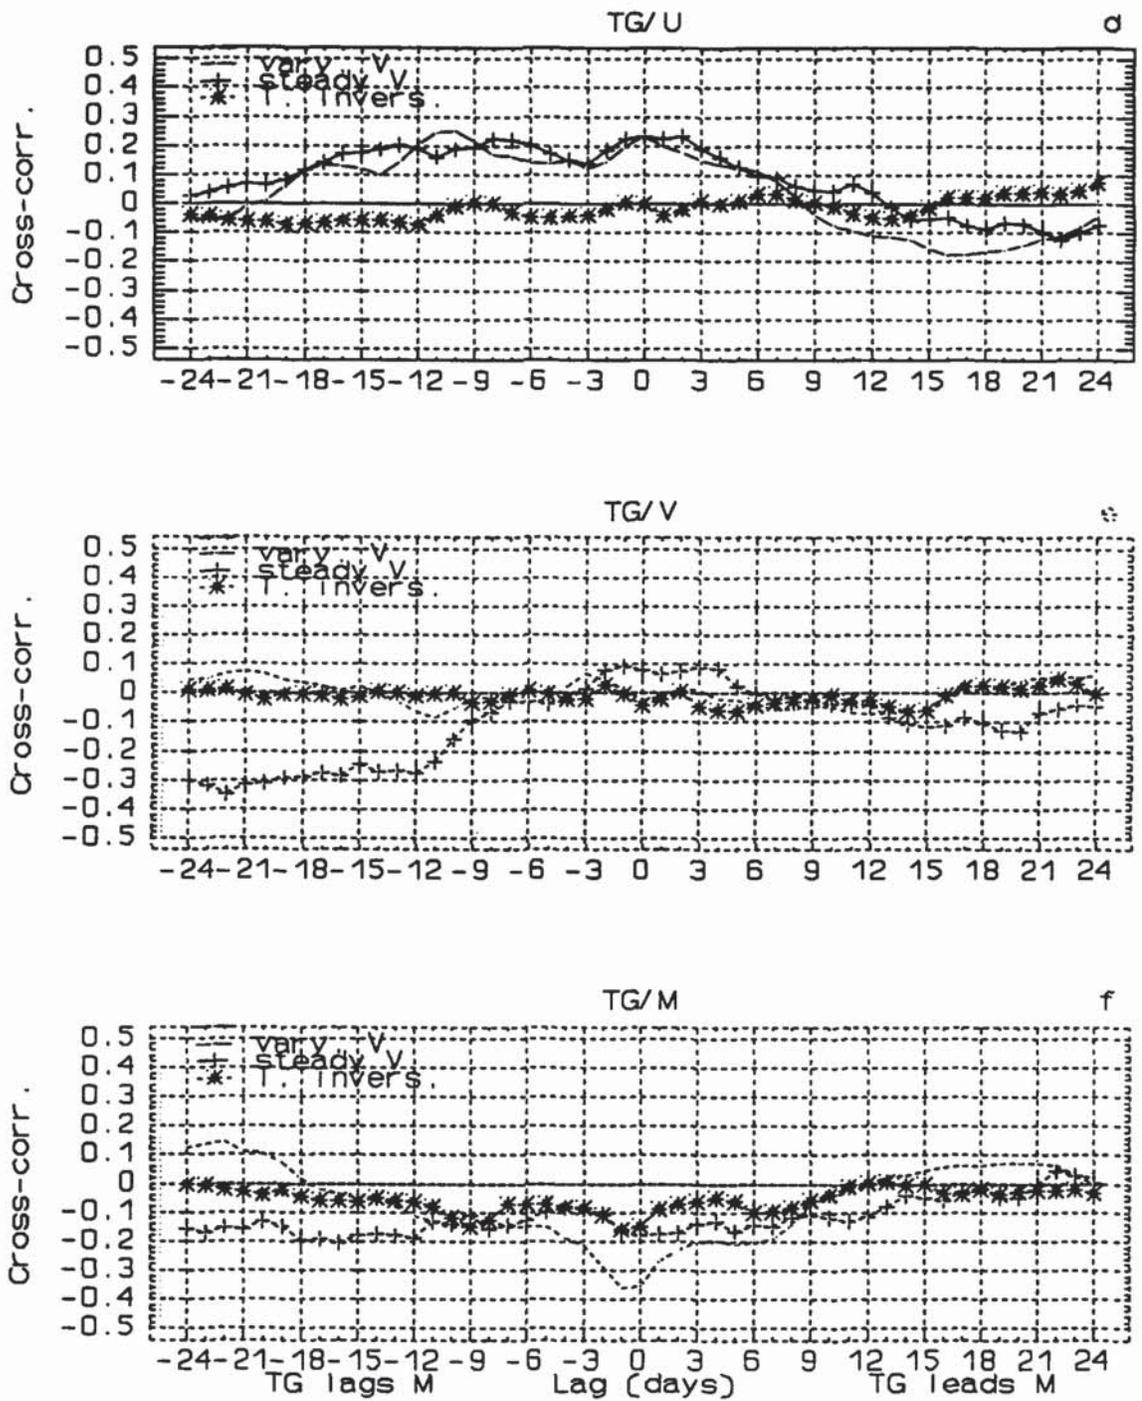 TG/U d
0.5
0.4
0.3
0.2
0.1
0
-0.1
-0.2
-0.3
-0.4
-0.5
Cross-corr.
vary V
steady V
T. invers.
-24 -21 -18 -15 -12 -9 -6 -3 0 3 6 9 12 15 18 21 24
TG/V e
0.5
0.4
0.3
0.2
0.1
0
-0.1
-0.2
-0.3
-0.4
-0.5
Cross-corr.
vary V
steady V
T. invers.
-24 -21 -18 -15 -12 -9 -6 -3 0 3 6 9 12 15 18 21 24
TG/M f
0.5
0.4
0.3
0.2
0.1
0
-0.1
-0.2
-0.3
-0.4
-0.5
Cross-corr.
vary V
steady V
T. invers.
-24 -21 -18 -15 -12 -9 -6 -3 0 3 6 9 12 15 18 21 24
TG lags M Lag (days) TG leads M